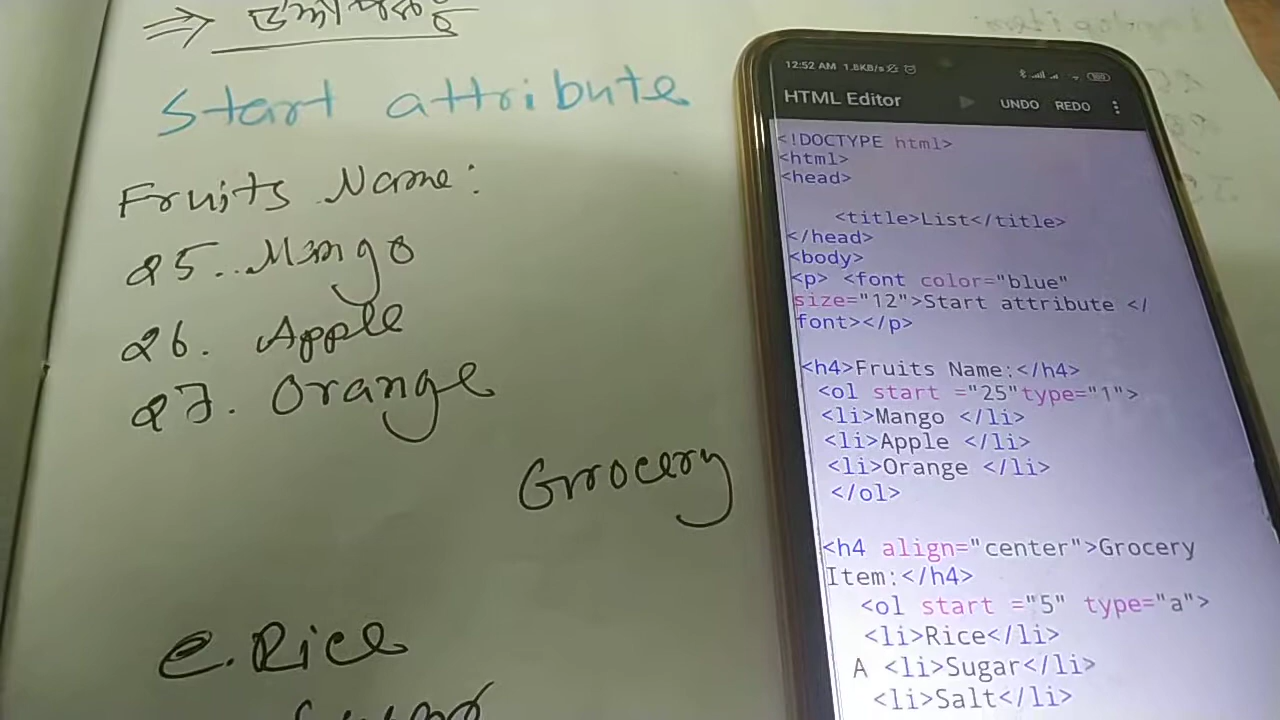 ⇒
Start attribute
Fruits Name:
25. Mango
26. Apple
27. Orange
Grocery
e. Rice
12:52 AM 1.8KB/s
HTML Editor UNDO REDO
<!DOCTYPE html>
<html>
<head>
<title>List</title>
</head>
<body>
<p> <font color="blue"
size="12">Start attribute </
font></p>
<h4>Fruits Name:</h4>
<ol start ="25"type="1">
<li>Mango </li>
<li>Apple </li>
<li>Orange </li>
</ol>
<h4 align="center">Grocery
Item:</h4>
<ol start ="5" type="a">
<li>Rice</li>
A <li>Sugar</li>
<li>Salt</li>